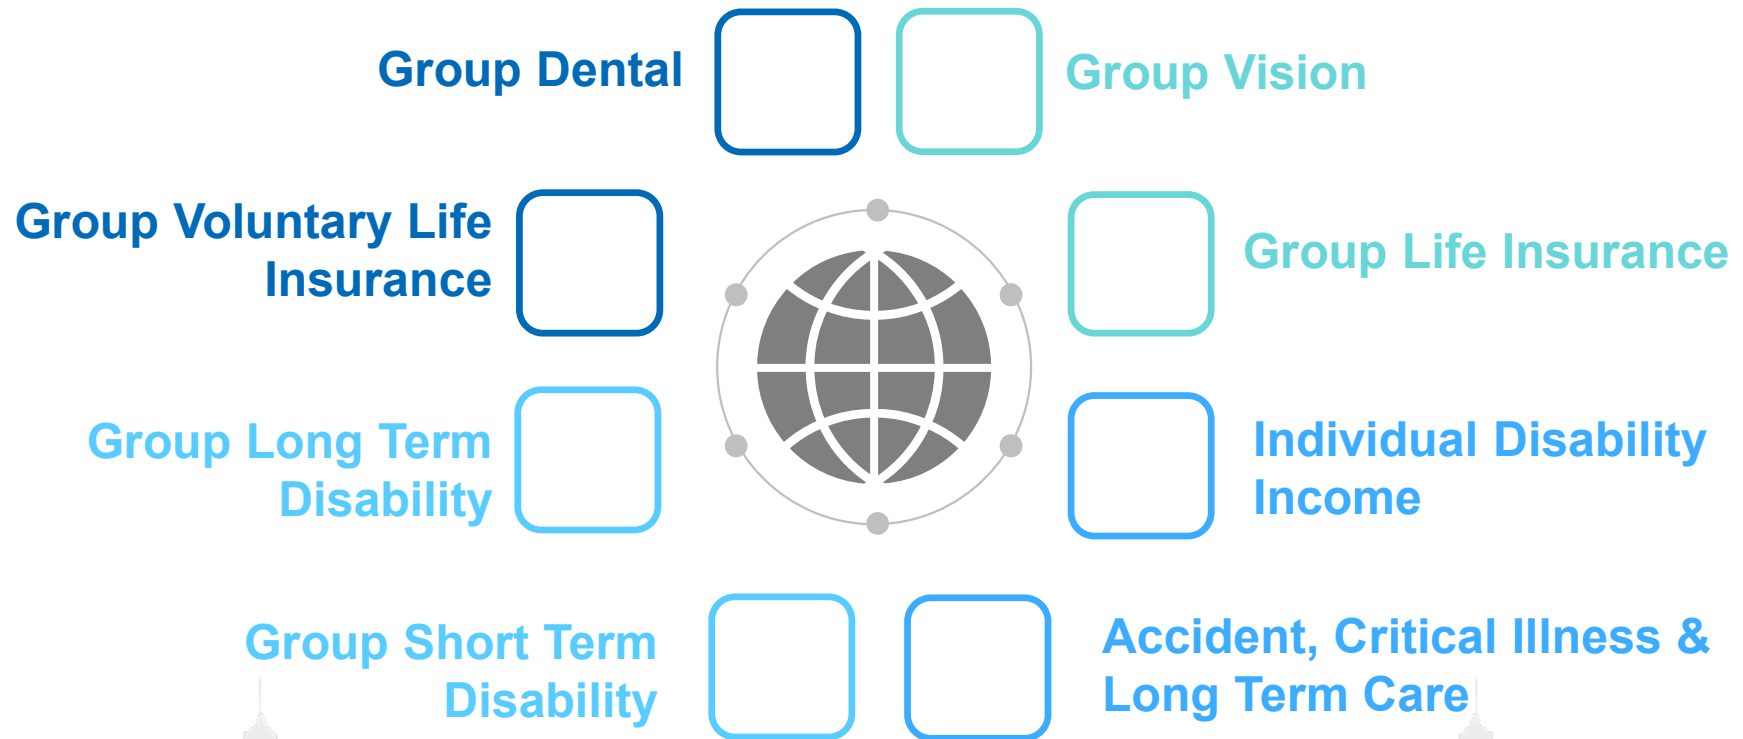 Group Dental
Group Vision
Group Voluntary Life
Insurance
Group Life Insurance
Group Long Term
Disability
Individual Disability
Income
Group Short Term
Disability
Accident, Critical Illness &
Long Term Care